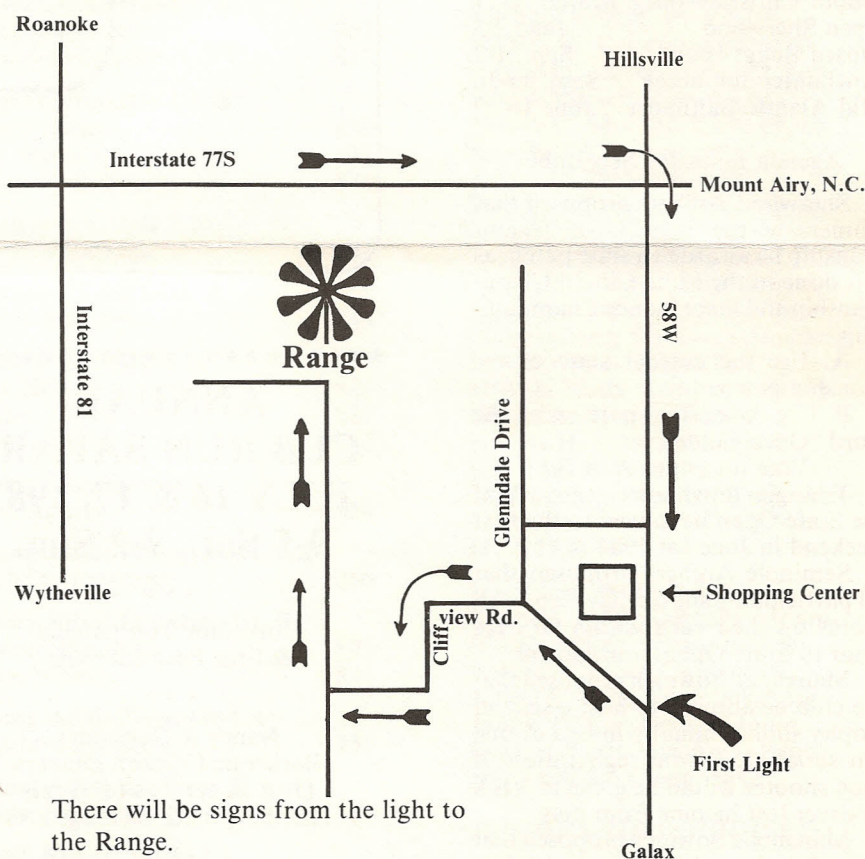 Roanoke
Hillsville
Interstate 77S
Mount Airy, N.C.
Interstate 81
58W
Range
Glenndale Drive
Wytheville
Shopping Center
view Rd.
Cliff
First Light
There will be signs from the light to
the Range.
Galax